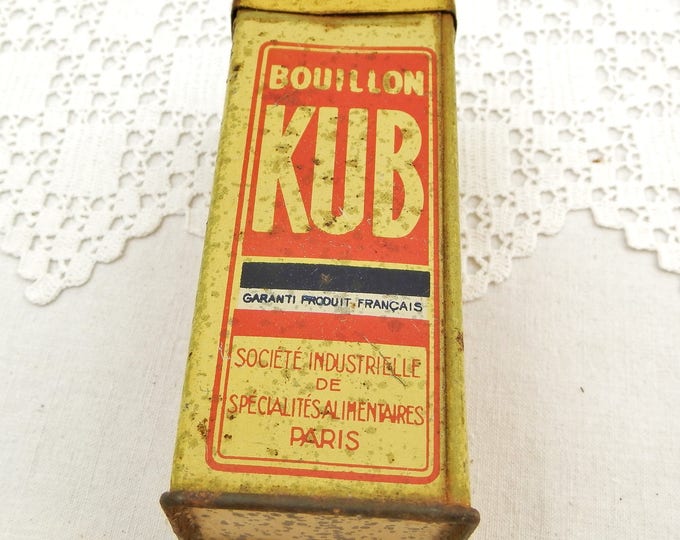 BOUILLON
KUB
GARANTI PRODUIT FRANÇAIS
SOCIÉTÉ INDUSTRIELLE
DE
SPÉCIALITÉS ALIMENTAIRES
PARIS